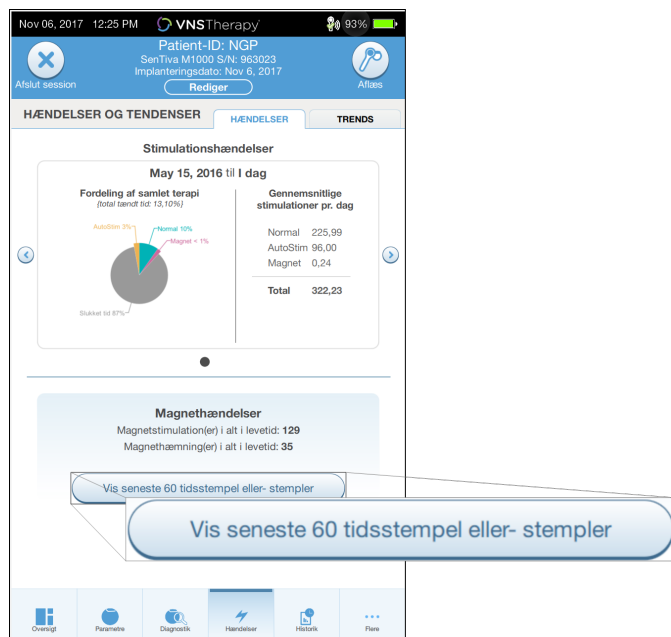 Nov 06, 2017 12:25 PM VNSTherapy 93%
Patient-ID: NGP
SenTiva M1000 S/N: 963023
Implanteringsdato: Nov 6, 2017
Afslut session
Rediger
Aflæs
HÆNDELSER OG TENDENSER
HÆNDELSER
TRENDS
Stimulationshændelser
May 15, 2016 til I dag
Fordeling af samlet terapi
(total tændt tid: 13,10%)
AutoStim 3%
Normal 10%
Magnet < 1%
Slukket tid 87%
Gennemsnitlige
stimulationer pr. dag
Normal 225,99
AutoStim 96,00
Magnet 0,24
Total 322,23
Magnethændelser
Magnetstimulation(er) i alt i levetid: 129
Magnethæmning(er) i alt i levetid: 35
Vis seneste 60 tidsstempel eller- stempler
Vis seneste 60 tidsstempel eller- stempler
Oversigt
Parametre
Diagnostik
Hændelser
Historik
Flere